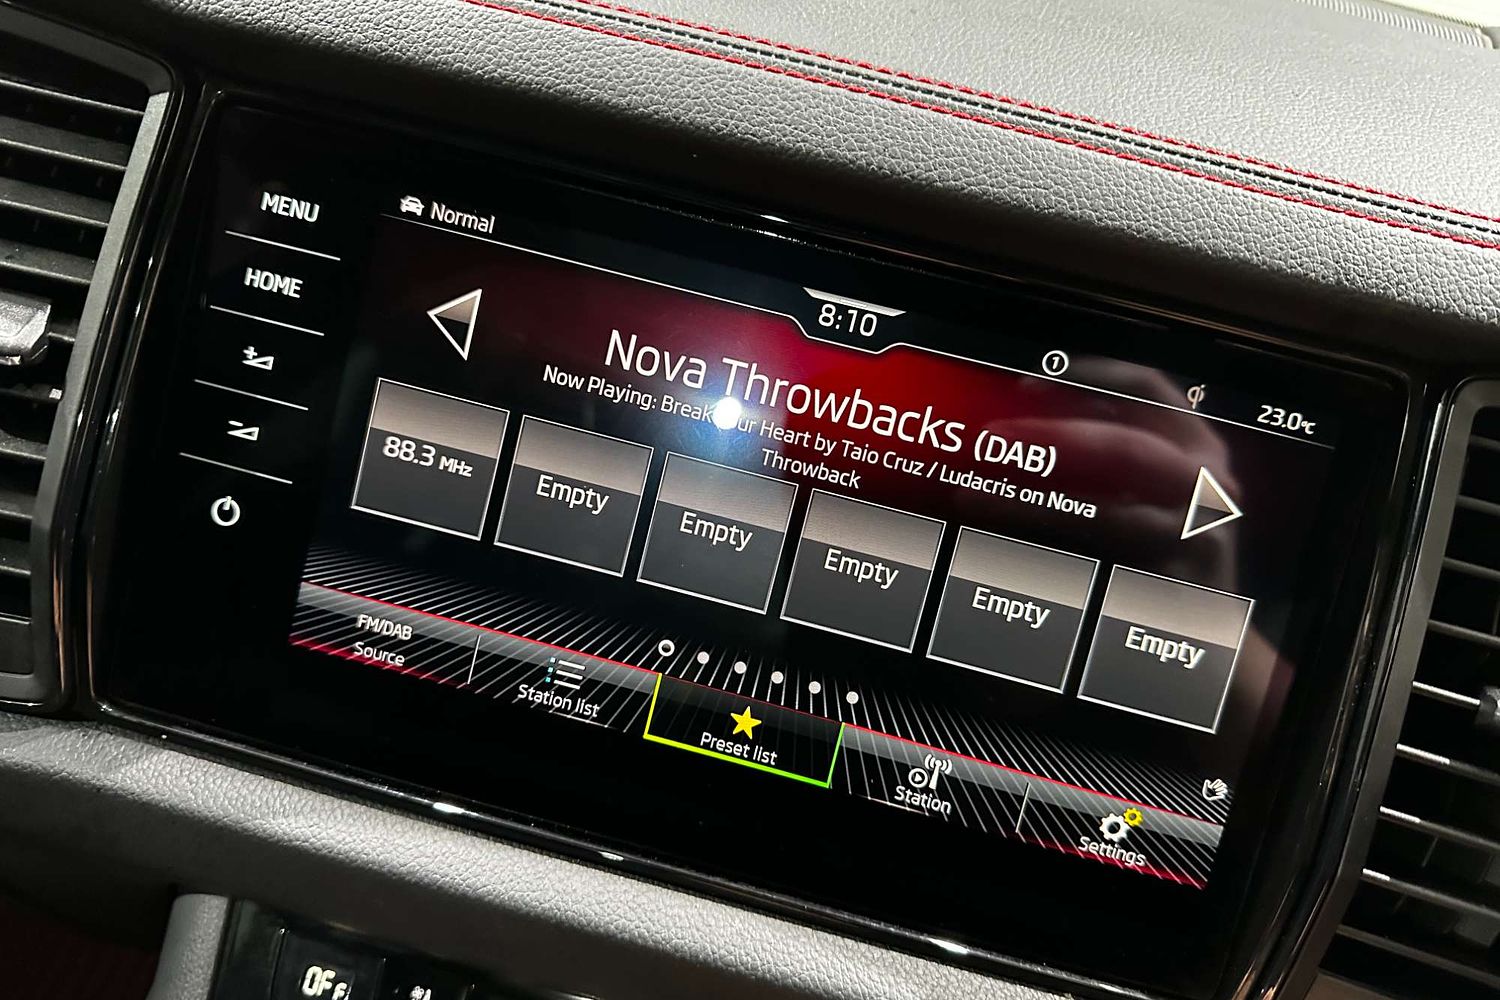 MENU
HOME
Normal
8:10
1
23.0°C
Nova Throwbacks (DAB)
Now Playing: Break Heart by Taio Cruz / Ludacris on Nova
Throwback
88.3 MHz
Empty
Empty
Empty
Empty
Empty
FM/DAB
Source
Station list
Preset list
Station
Settings
OFF